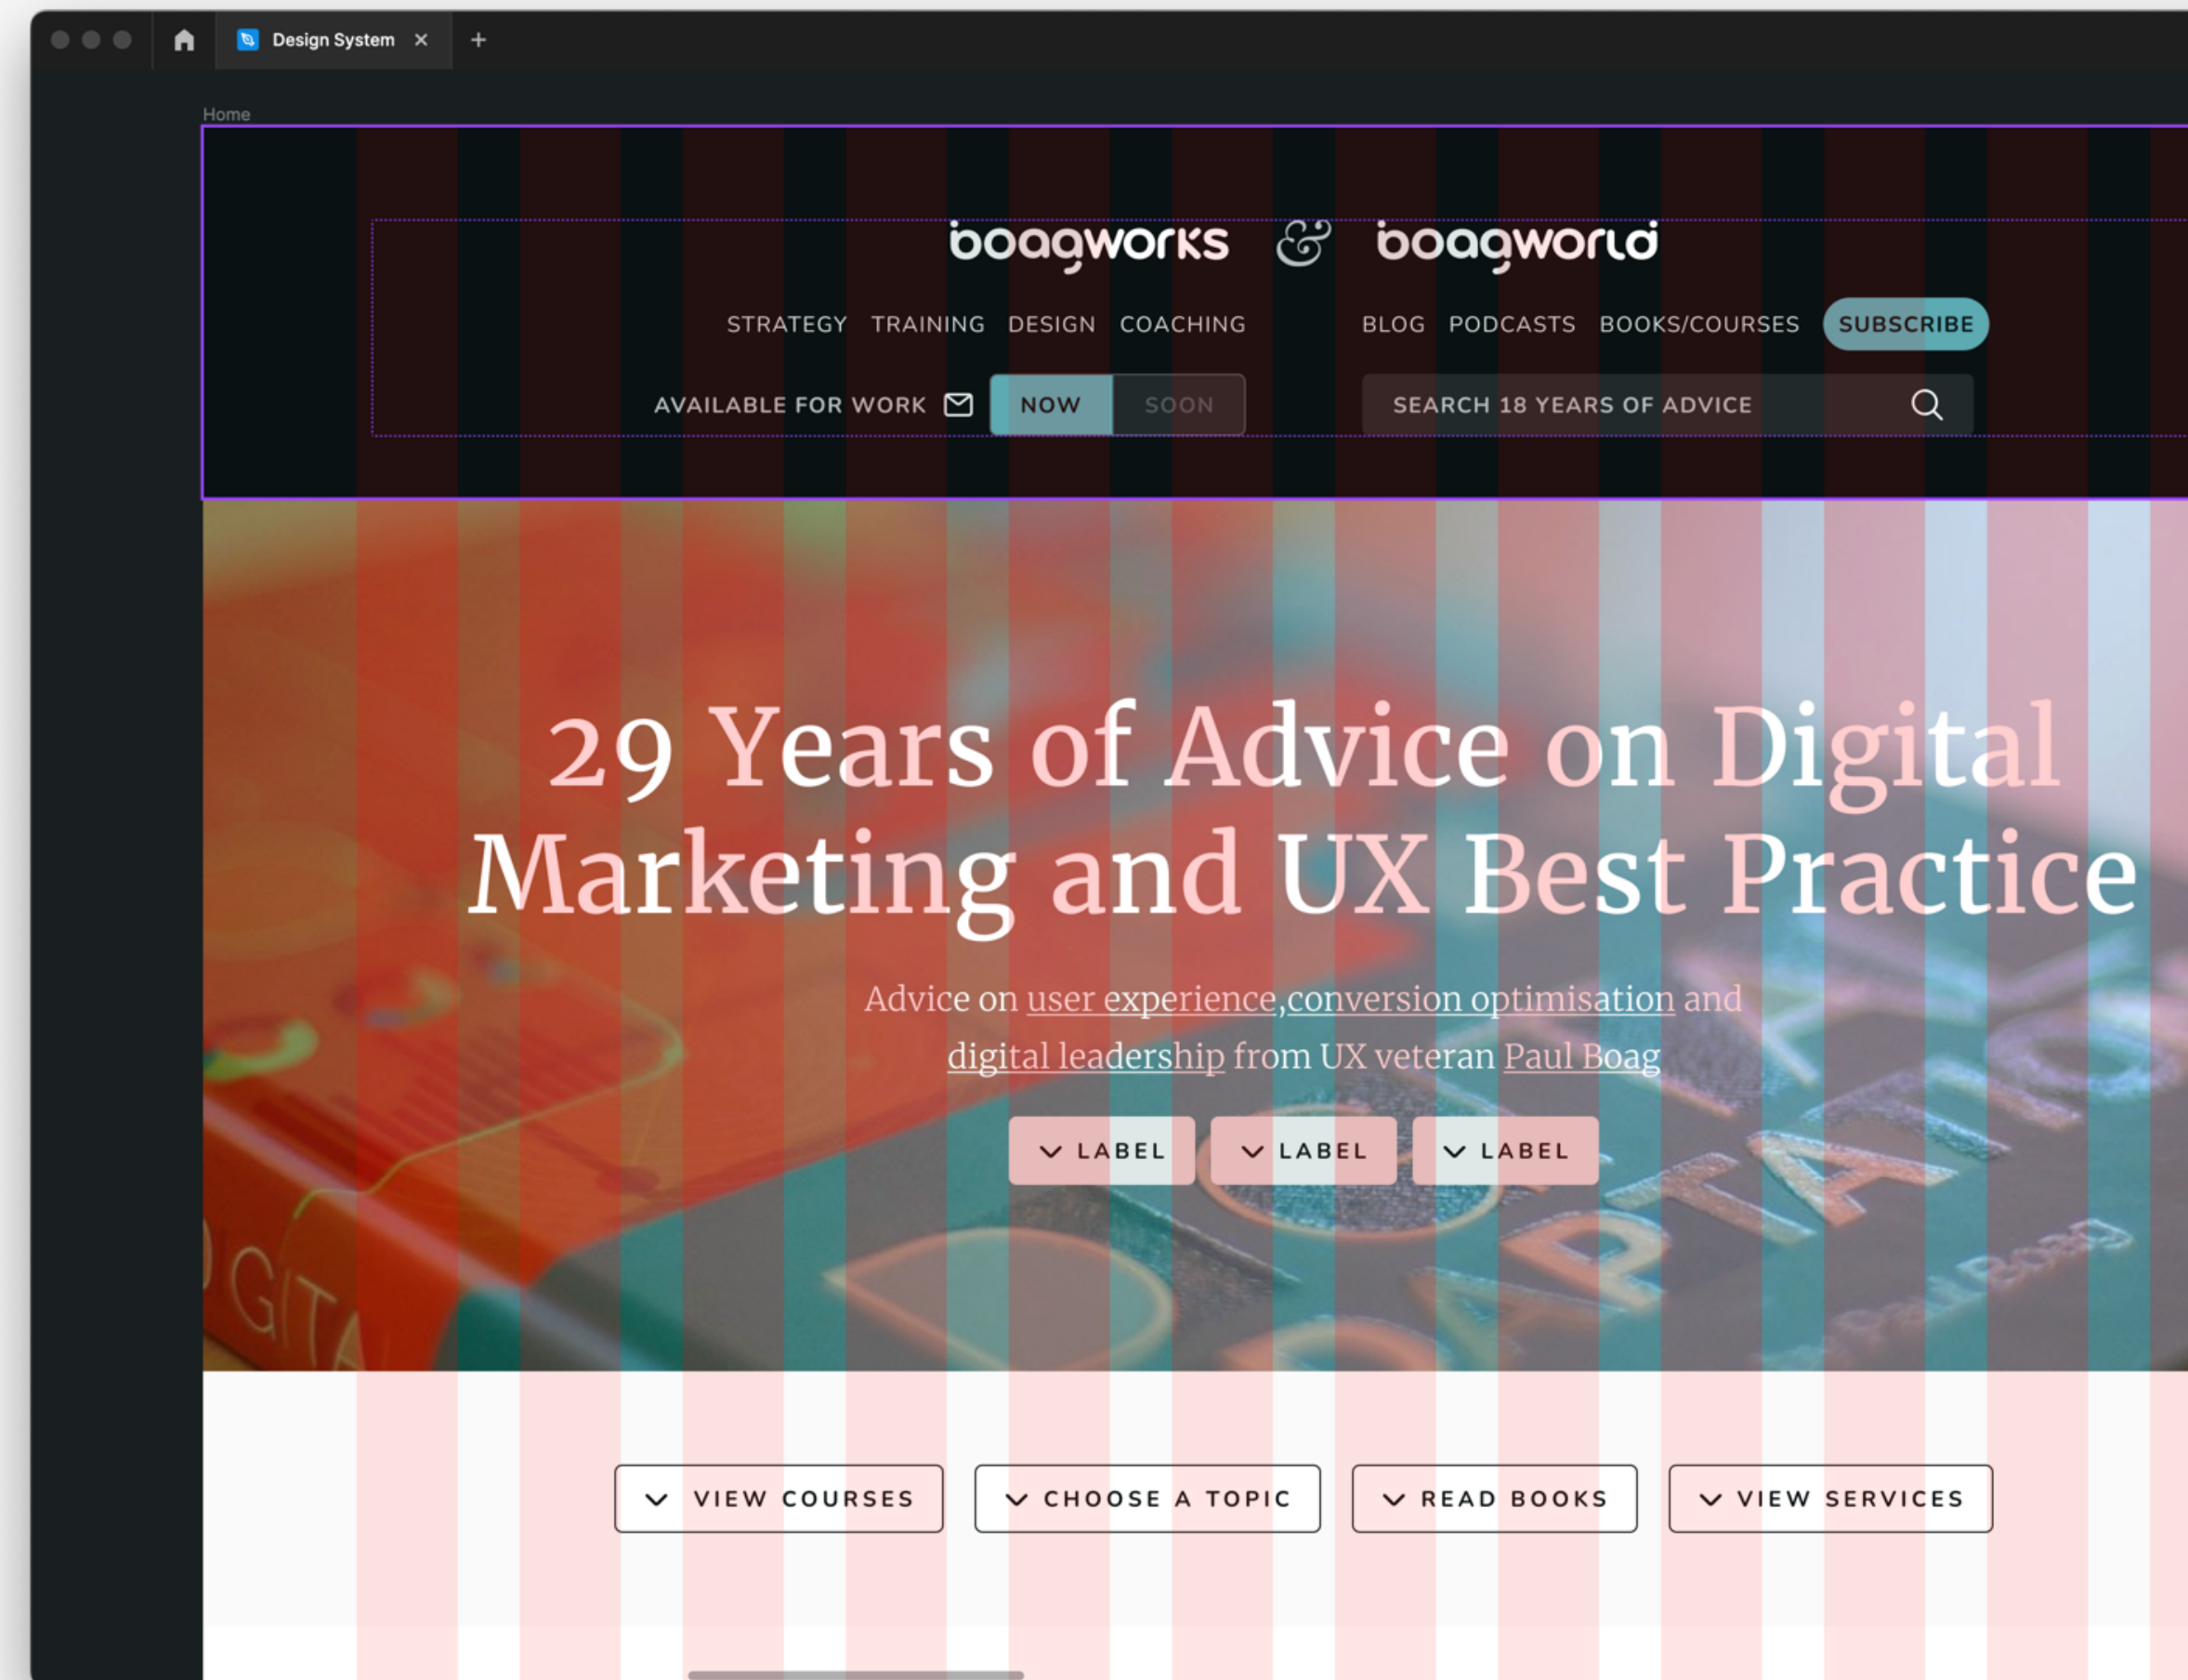 Design System
Home
boagworks & boagworld
STRATEGY TRAINING DESIGN COACHING BLOG PODCASTS BOOKS/COURSES SUBSCRIBE
AVAILABLE FOR WORK NOW SOON SEARCH 18 YEARS OF ADVICE
29 Years of Advice on Digital
Marketing and UX Best Practice
Advice on user experience,conversion optimisation and
digital leadership from UX veteran Paul Boag
LABEL LABEL LABEL
VIEW COURSES CHOOSE A TOPIC READ BOOKS VIEW SERVICES